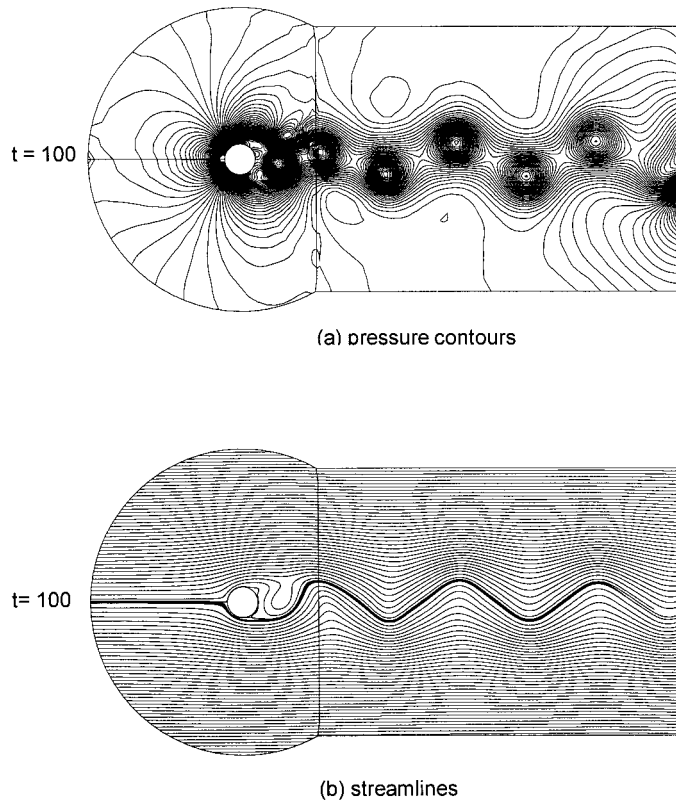 t = 100
(a) pressure contours
t= 100
(b) streamlines